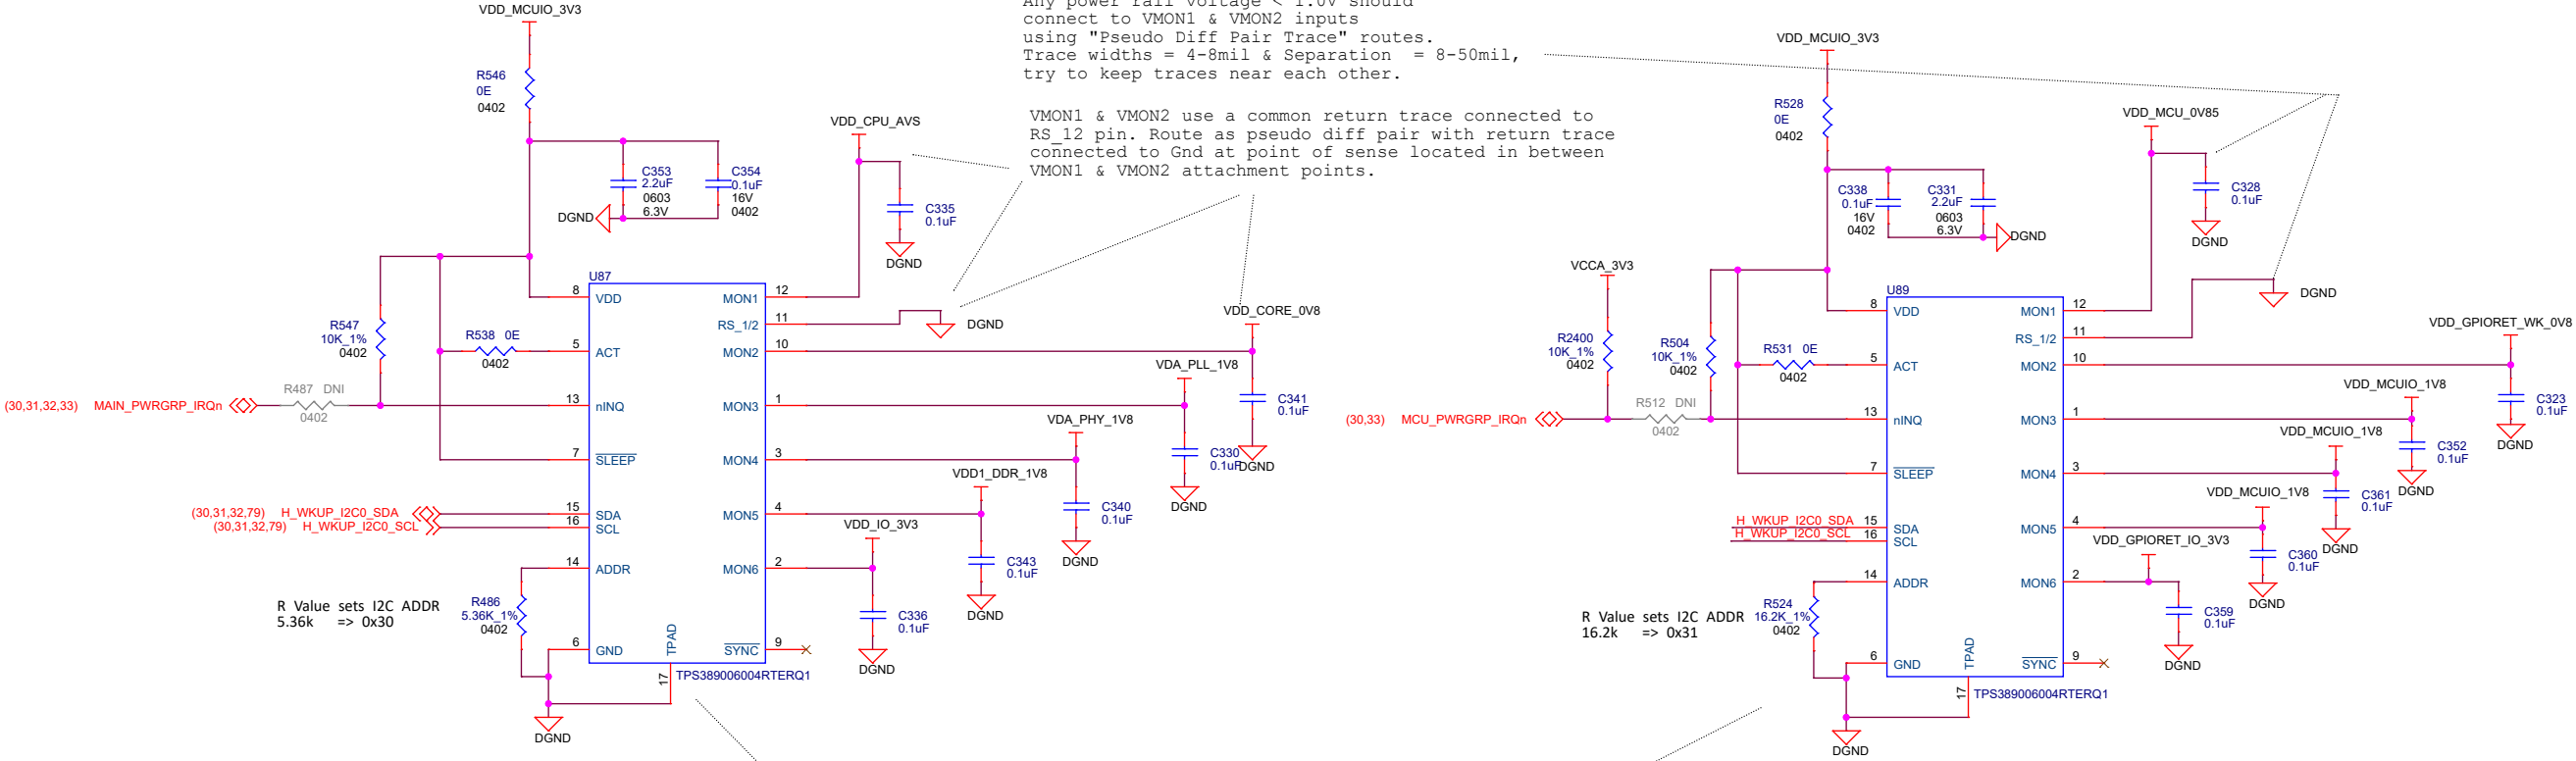 Any power rail voltage < 1.0V should
connect to VMON1 & VMON2 inputs
using "Pseudo Diff Pair Trace" routes.
Trace widths = 4-8mil & Separation  = 8-50mil,
try to keep traces near each other.
VMON1 & VMON2 use a common return trace connected to
RS_12 pin. Route as pseudo diff pair with return trace
connected to Gnd at point of sense located in between
VMON1 & VMON2 attachment points.
VDD_MCUIO_3V3
R546
0E
0402
C353
2.2uF
0603
6.3V
C354
0.1uF
16V
0402
DGND
VDD_CPU_AVS
C335
0.1uF
DGND
R547
10K_1%
0402
R538 0E
0402
(30,31,32,33) MAIN_PWRGRP_IRQn
R487 DNI
0402
(30,31,32,79) H_WKUP_I2C0_SDA
(30,31,32,79) H_WKUP_I2C0_SCL
R Value sets I2C ADDR
5.36k => 0x30
R486
5.36K_1%
0402
DGND
U87
8 VDD
5 ACT
13 nINQ
7 SLEEP
15 SDA
16 SCL
14 ADDR
6 GND
TPAD
17
MON1 12
RS_1/2 11
MON2 10
MON3 1
MON4 3
MON5 4
MON6 2
SYNC 9
TPS389006004RTERQ1
DGND
VDD_CORE_0V8
C341
0.1uF
DGND
VDA_PLL_1V8
C330
0.1uF
DGND
VDA_PHY_1V8
C340
0.1uF
DGND
VDD1_DDR_1V8
C343
0.1uF
DGND
VDD_IO_3V3
C336
0.1uF
DGND
VDD_MCUIO_3V3
R528
0E
0402
C338
0.1uF
16V
0402
C331
2.2uF
0603
6.3V
DGND
VDD_MCU_0V85
C328
0.1uF
DGND
VCCA_3V3
R2400
10K_1%
0402
R504
10K_1%
0402
R531 0E
0402
(30,33) MCU_PWRGRP_IRQn
R512 DNI
0402
H_WKUP_I2C0_SDA
H_WKUP_I2C0_SCL
R Value sets I2C ADDR
16.2k => 0x31
R524
16.2K_1%
0402
DGND
U89
8 VDD
5 ACT
13 nINQ
7 SLEEP
15 SDA
16 SCL
14 ADDR
6 GND
TPAD
17
MON1 12
RS_1/2 11
MON2 10
MON3 1
MON4 3
MON5 4
MON6 2
SYNC 9
TPS389006004RTERQ1
DGND
VDD_GPIORET_WK_0V8
C323
0.1uF
DGND
VDD_MCUIO_1V8
C352
0.1uF
DGND
VDD_MCUIO_1V8
C361
0.1uF
DGND
VDD_MCUIO_1V8
C360
0.1uF
DGND
VDD_GPIORET_IO_3V3
C359
0.1uF
DGND